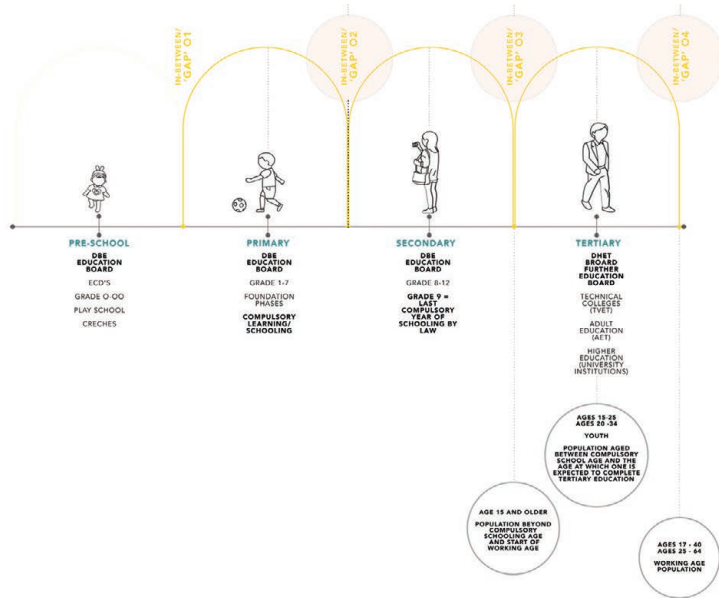 IN-BETWEEN/
'GAP' 01
IN-BETWEEN/
'GAP' 02
IN-BETWEEN/
'GAP' 03
IN-BETWEEN/
'GAP' 04
PRE-SCHOOL
DBE
EDUCATION
BOARD
ECD'S
GRADE 0-00
PLAY SCHOOL
CRECHES
PRIMARY
DBE
EDUCATION
BOARD
GRADE 1-7
FOUNDATION
PHASES
COMPULSORY
LEARNING/
SCHOOLING
SECONDARY
DBE
EDUCATION
BOARD
GRADE 8-12
GRADE 9 =
LAST
COMPULSORY
YEAR OF
SCHOOLING BY
LAW
TERTIARY
DHET
BROARD
FURTHER
EDUCATION
BOARD
TECHNICAL
COLLEGES
(TVET)
ADULT
EDUCATION
(AET)
HIGHER
EDUCATION
(UNIVERSITY
INSTITUTIONS)
AGES 15-25
AGES 20 -34
YOUTH
POPULATION AGED
BETWEEN COMPULSORY
SCHOOL AGE AND THE
AGE AT WHICH ONE IS
EXPECTED TO COMPLETE
TERTIARY EDUCATION
AGE 15 AND OLDER
POPULATION BEYOND
COMPULSORY
SCHOOLING AGE
AND START OF
WORKING AGE
AGES 17 - 40
AGES 25 - 64
WORKING AGE
POPULATION